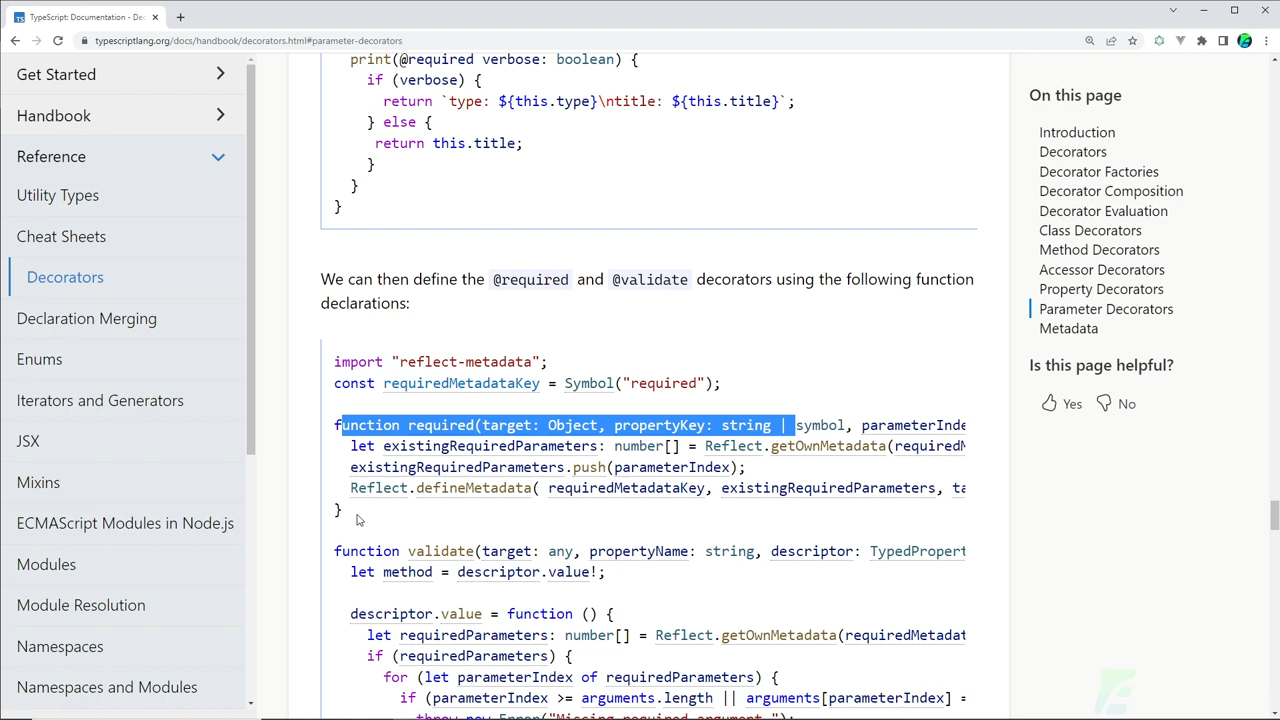 TypeScript: Documentation - Dec
typescriptlang.org/docs/handbook/decorators.html#parameter-decorators
Get Started
Handbook
Reference
Utility Types
Cheat Sheets
Decorators
Declaration Merging
Enums
Iterators and Generators
JSX
Mixins
ECMAScript Modules in Node.js
Modules
Module Resolution
Namespaces
Namespaces and Modules
print(@required verbose: boolean) {
if (verbose) {
return `type: ${this.type}\ntitle: ${this.title}`;
} else {
return this.title;
}
}
}
We can then define the @required and @validate decorators using the following function
declarations:
import "reflect-metadata";
const requiredMetadataKey = Symbol("required");
function required(target: Object, propertyKey: string | symbol, parameterInde
let existingRequiredParameters: number[] = Reflect.getOwnMetadata(requiredM
existingRequiredParameters.push(parameterIndex);
Reflect.defineMetadata( requiredMetadataKey, existingRequiredParameters, ta
}
function validate(target: any, propertyName: string, descriptor: TypedPropert
let method = descriptor.value!;
descriptor.value = function () {
let requiredParameters: number[] = Reflect.getOwnMetadata(requiredMetadat
if (requiredParameters) {
for (let parameterIndex of requiredParameters) {
if (parameterIndex >= arguments.length || arguments[parameterIndex] =
throw new Error("Missing required argument.");
On this page
Introduction
Decorators
Decorator Factories
Decorator Composition
Decorator Evaluation
Class Decorators
Method Decorators
Accessor Decorators
Property Decorators
Parameter Decorators
Metadata
Is this page helpful?
Yes No